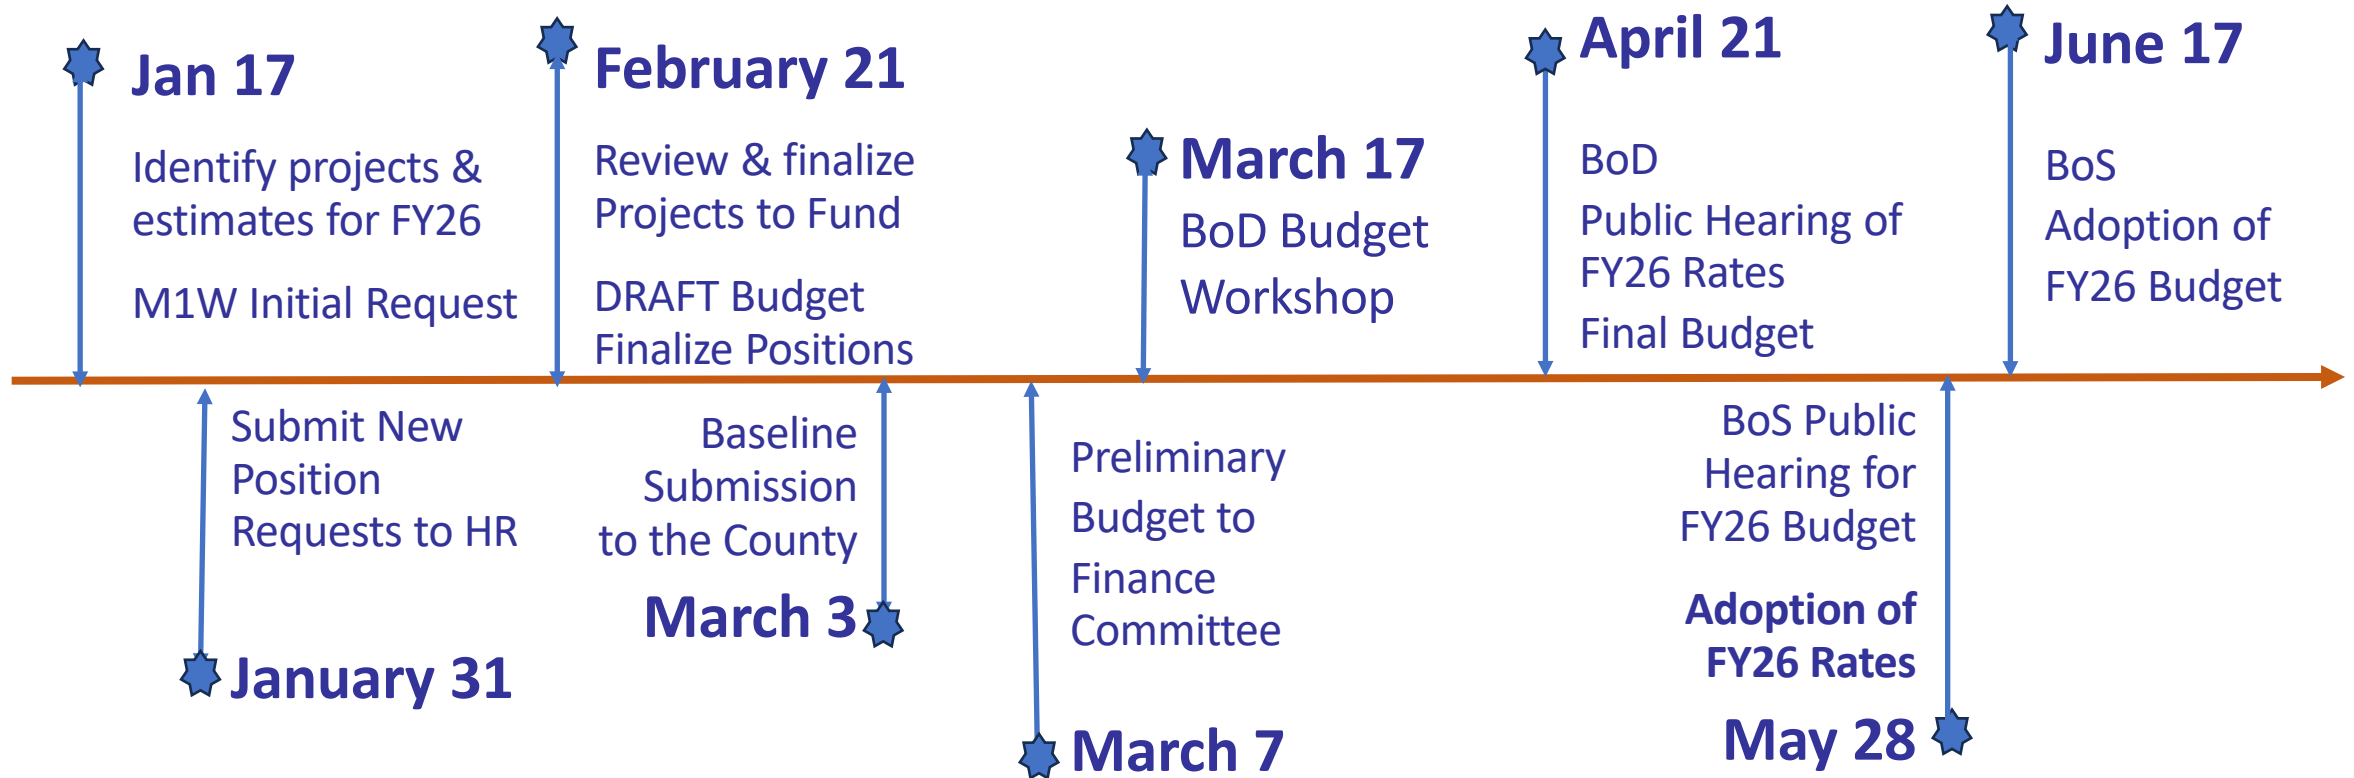 Jan 17
Identify projects &
estimates for FY26
M1W Initial Request
February 21
Review & finalize
Projects to Fund
DRAFT Budget
Finalize Positions
March 17
BoD Budget
Workshop
April 21
BoD
Public Hearing of
FY26 Rates
Final Budget
June 17
BoS
Adoption of
FY26 Budget
Submit New
Position
Requests to HR
January 31
Baseline
Submission
to the County
March 3
Preliminary
Budget to
Finance
Committee
March 7
BoS Public
Hearing for
FY26 Budget
Adoption of
FY26 Rates
May 28